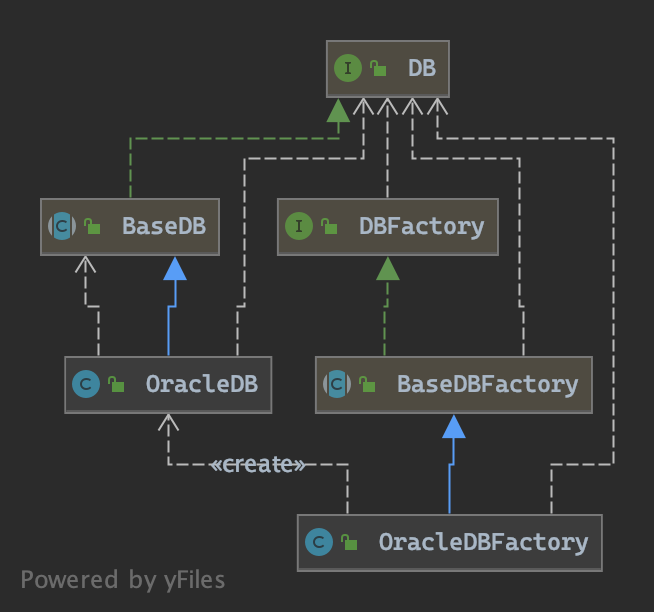 I DB
C BaseDB
I DBFactory
C OracleDB
C BaseDBFactory
«create»
C OracleDBFactory
Powered by yFiles